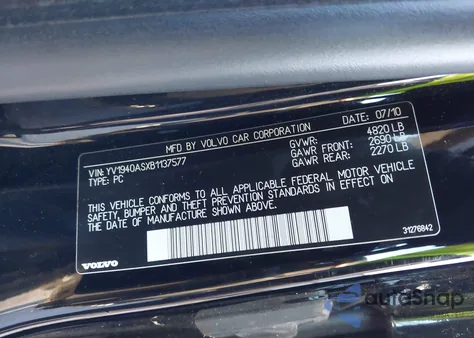 MFD BY VOLVO CAR CORPORATION DATE: 07/10
VIN: YV1940ASXB1137577 GVWR: 4820 LB
TYPE: PC GAWR FRONT: 2690 LB
GAWR REAR: 2270 LB
THIS VEHICLE CONFORMS TO ALL APPLICABLE FEDERAL MOTOR VEHICLE
SAFETY, BUMPER AND THEFT PREVENTION STANDARDS IN EFFECT ON
THE DATE OF MANUFACTURE SHOWN ABOVE.
VOLVO 31276842
autoSnap